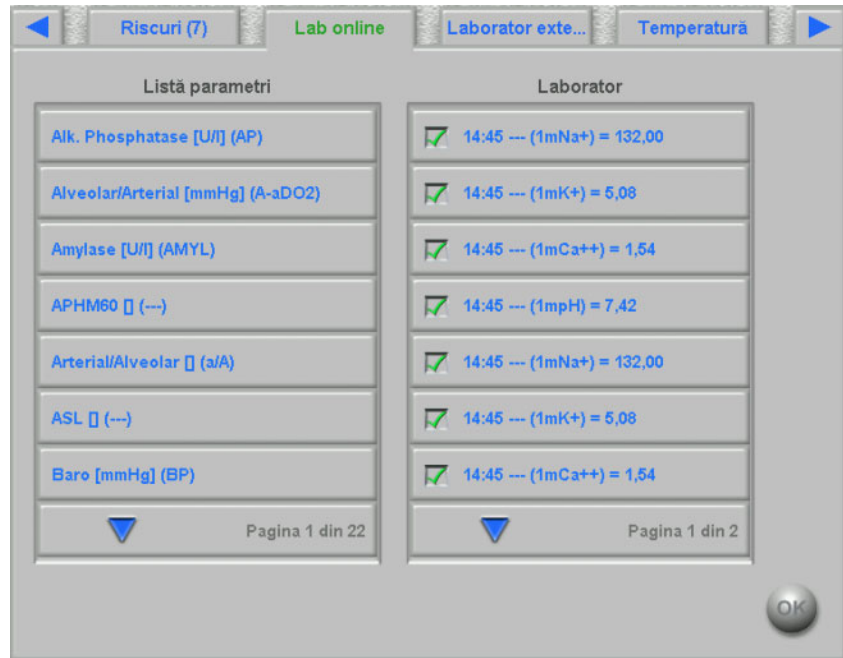 Riscuri (7)
Lab online
Laborator exte...
Temperatură
Listă parametri
Alk. Phosphatase [U/l] (AP)
Alveolar/Arterial [mmHg] (A-aDO2)
Amylase [U/l] (AMYL)
APHM60 [] (---)
Arterial/Alveolar [] (a/A)
ASL [] (---)
Baro [mmHg] (BP)
Pagina 1 din 22
Laborator
14:45 --- (1mNa+) = 132,00
14:45 --- (1mK+) = 5,08
14:45 --- (1mCa++) = 1,54
14:45 --- (1mpH) = 7,42
14:45 --- (1mNa+) = 132,00
14:45 --- (1mK+) = 5,08
14:45 --- (1mCa++) = 1,54
Pagina 1 din 2
OK